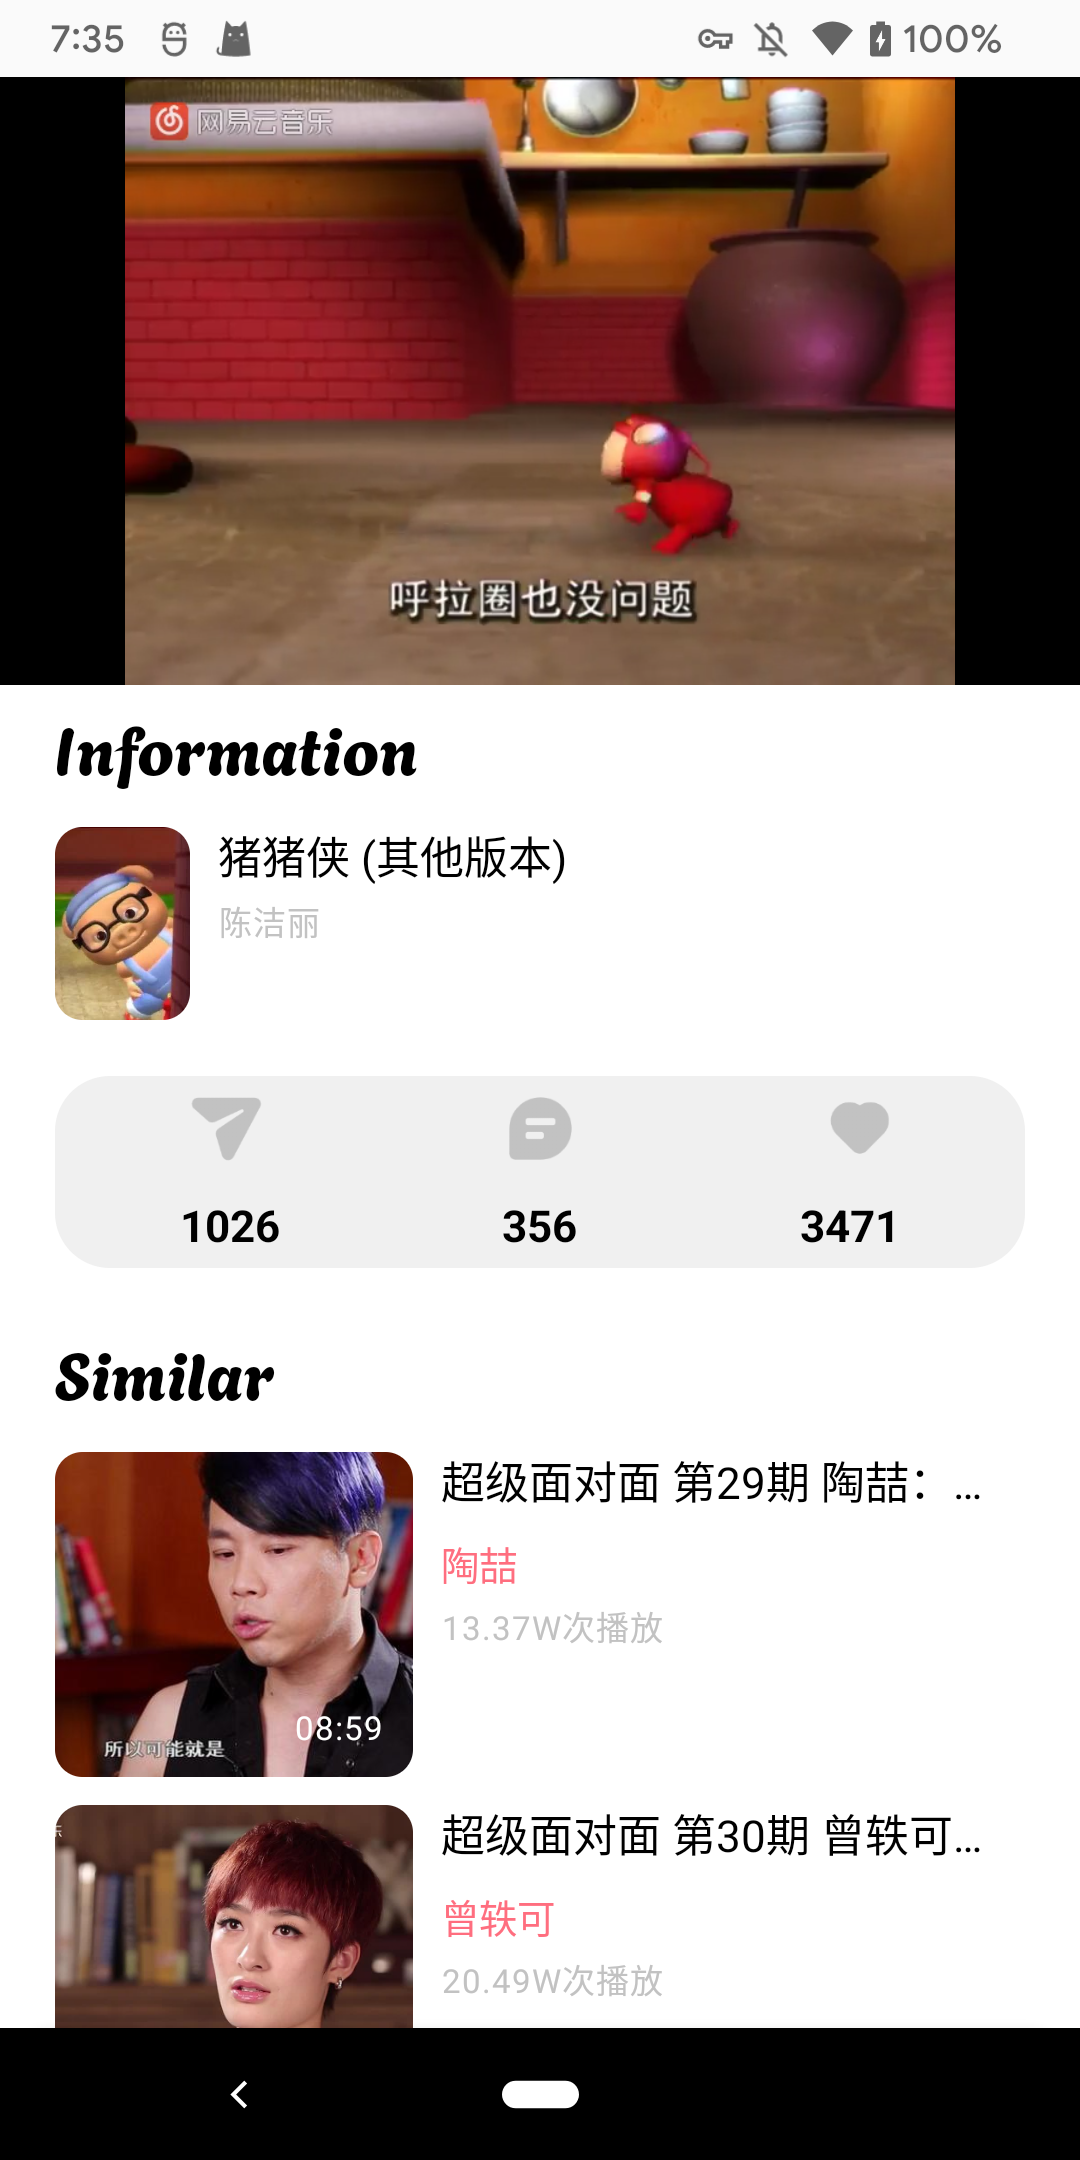 7:35
100%
网易云音乐
呼拉圈也没问题
Information
猪猪侠 (其他版本)
陈洁丽
1026
356
3471
Similar
超级面对面 第29期 陶喆：...
陶喆
13.37W次播放
08:59
所以可能就是
超级面对面 第30期 曾轶可...
曾轶可
20.49W次播放